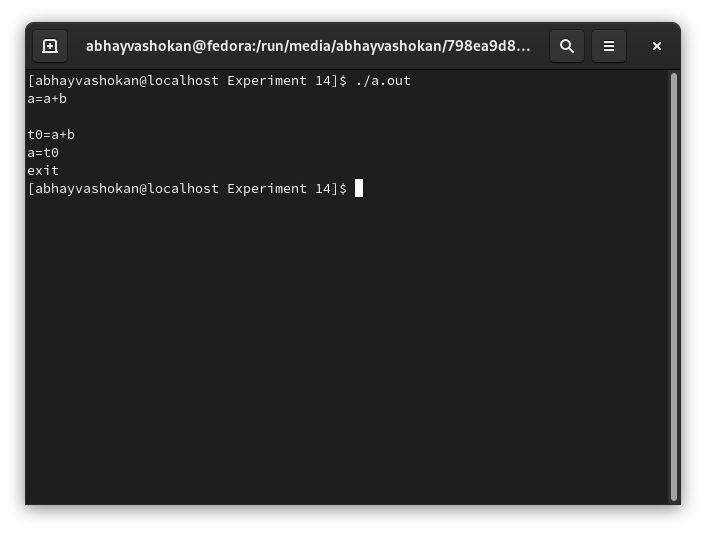 abhayvashokan@fedora:/run/media/abhayvashokan/798ea9d8...
[abhayvashokan@localhost Experiment 14]$ ./a.out
a=a+b
t0=a+b
a=t0
exit
[abhayvashokan@localhost Experiment 14]$